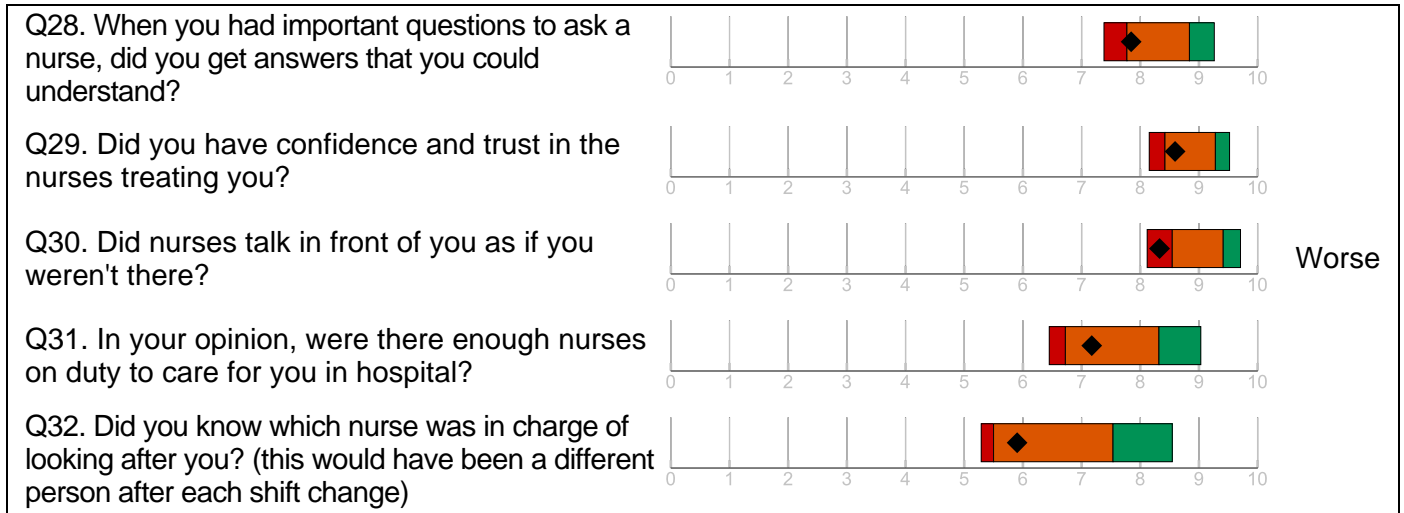 Q28. When you had important questions to ask a
nurse, did you get answers that you could
understand?
0 1 2 3 4 5 6 7 8 9 10
Q29. Did you have confidence and trust in the
nurses treating you?
0 1 2 3 4 5 6 7 8 9 10
Q30. Did nurses talk in front of you as if you
weren't there?
Worse
0 1 2 3 4 5 6 7 8 9 10
Q31. In your opinion, were there enough nurses
on duty to care for you in hospital?
0 1 2 3 4 5 6 7 8 9 10
Q32. Did you know which nurse was in charge of
looking after you? (this would have been a different
person after each shift change)
0 1 2 3 4 5 6 7 8 9 10